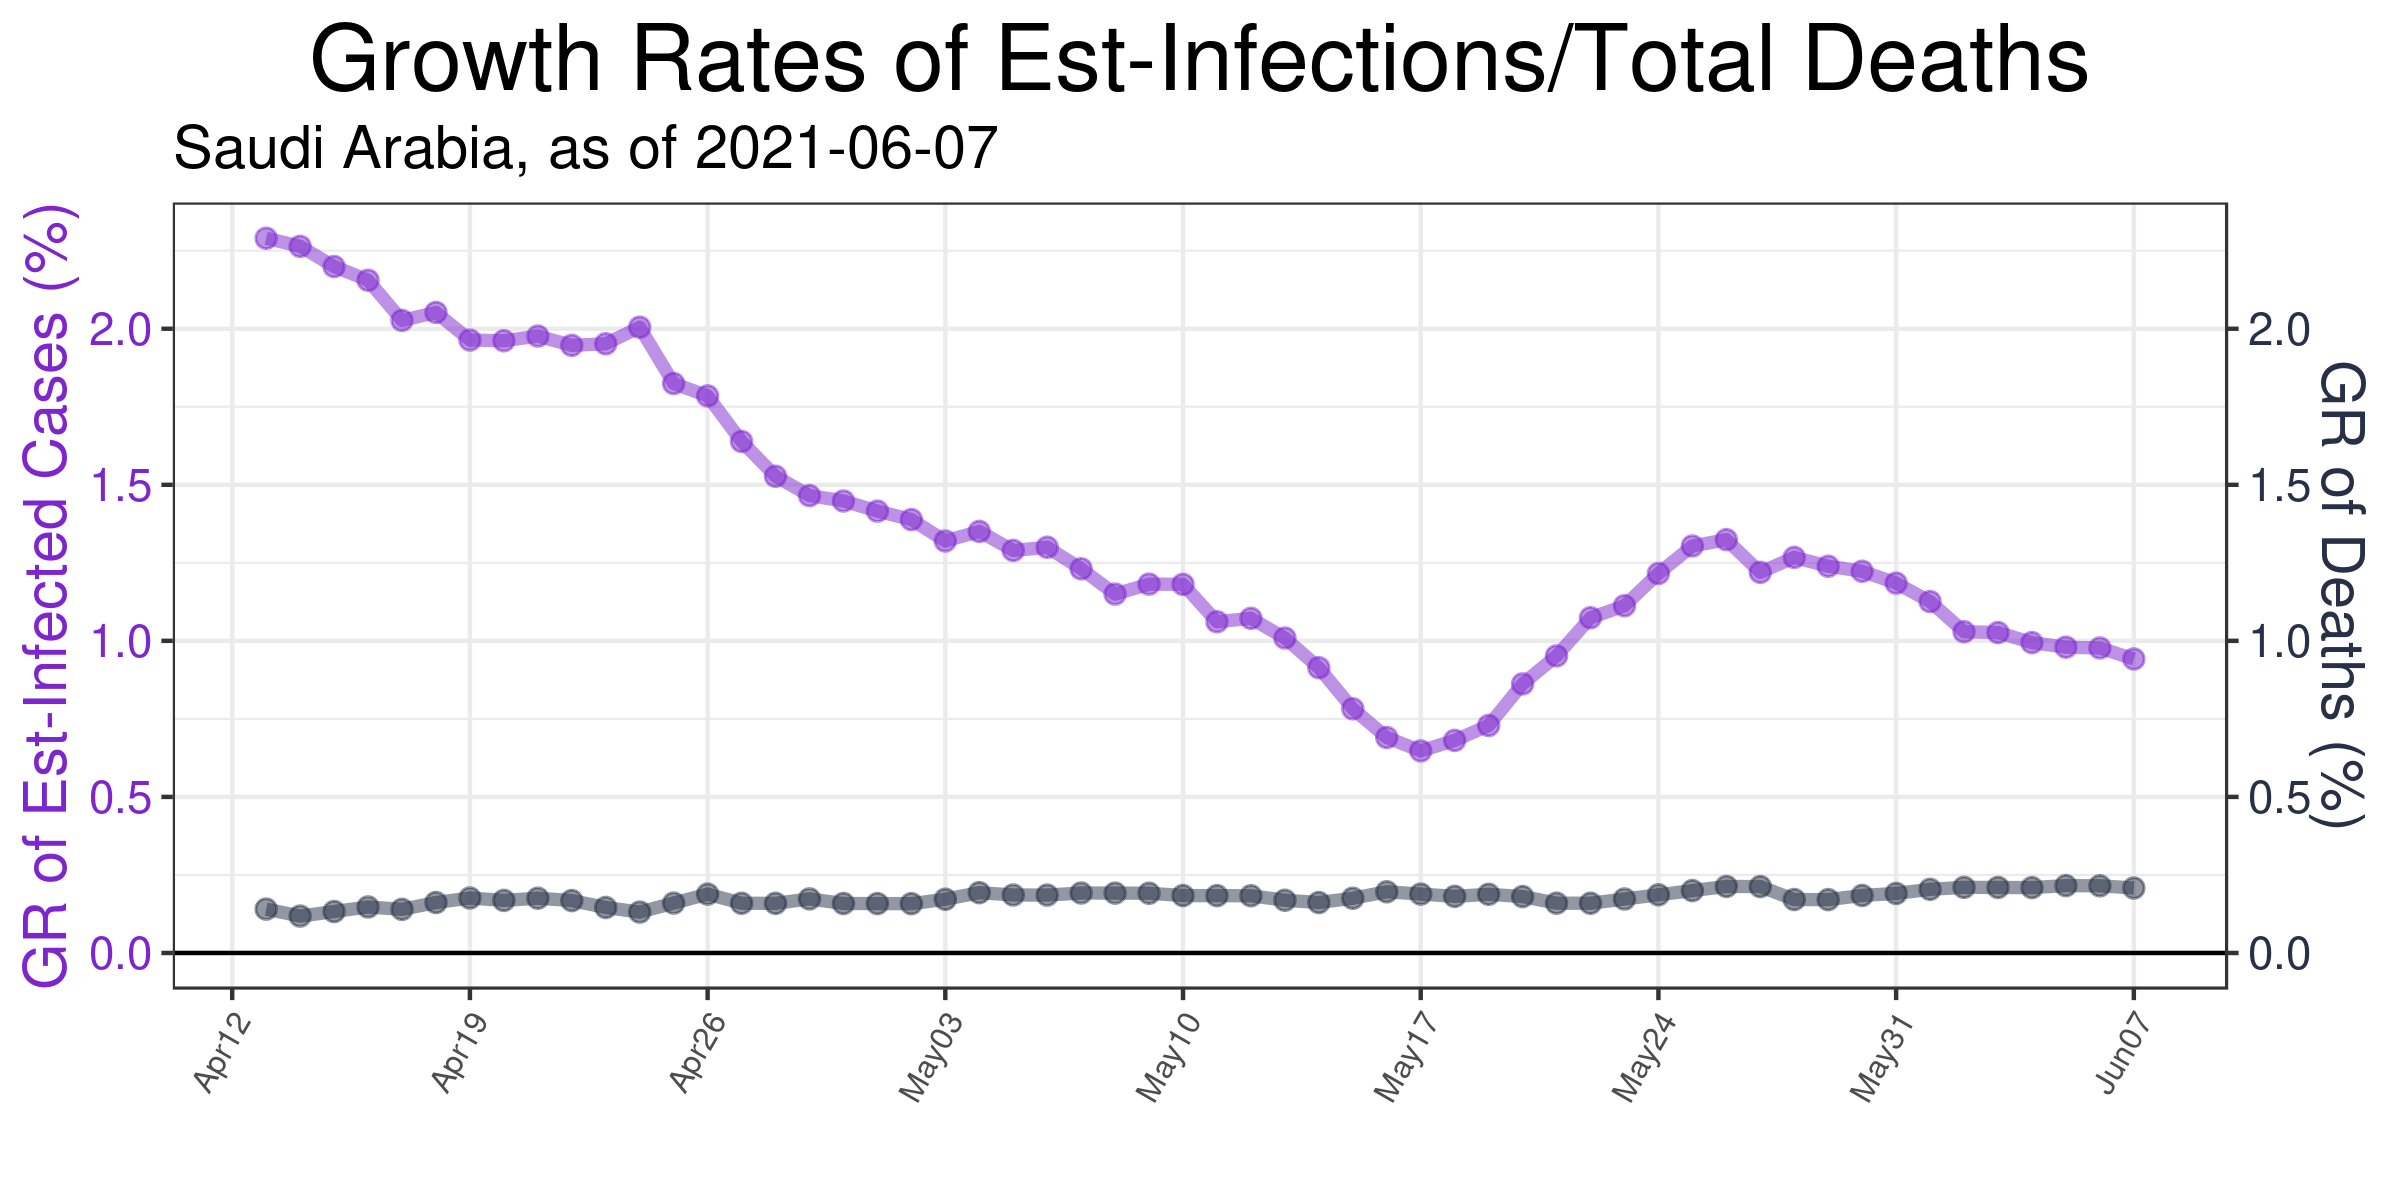 Growth Rates of Est-Infections/Total Deaths
Saudi Arabia, as of 2021-06-07
GR of Est-Infected Cases (%)
2.0
1.5
1.0
0.5
0.0
2.0
1.5
1.0
0.5
0.0
GR of Deaths (%)
Apr12
Apr19
Apr26
May03
May10
May17
May24
May31
Jun07